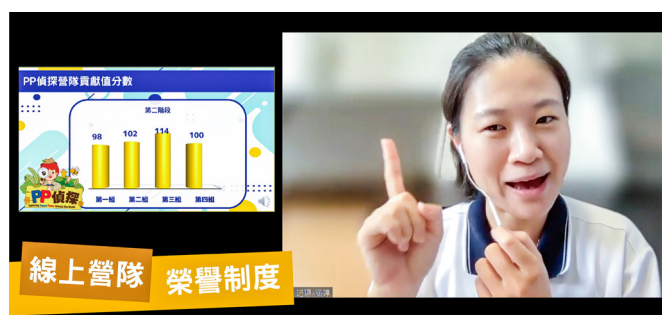 PP偵探營隊貢獻值分數
第二階段
98
102
114
100
第一組
第二組
第三組
第四組
PP偵探
線上營隊
榮譽制度